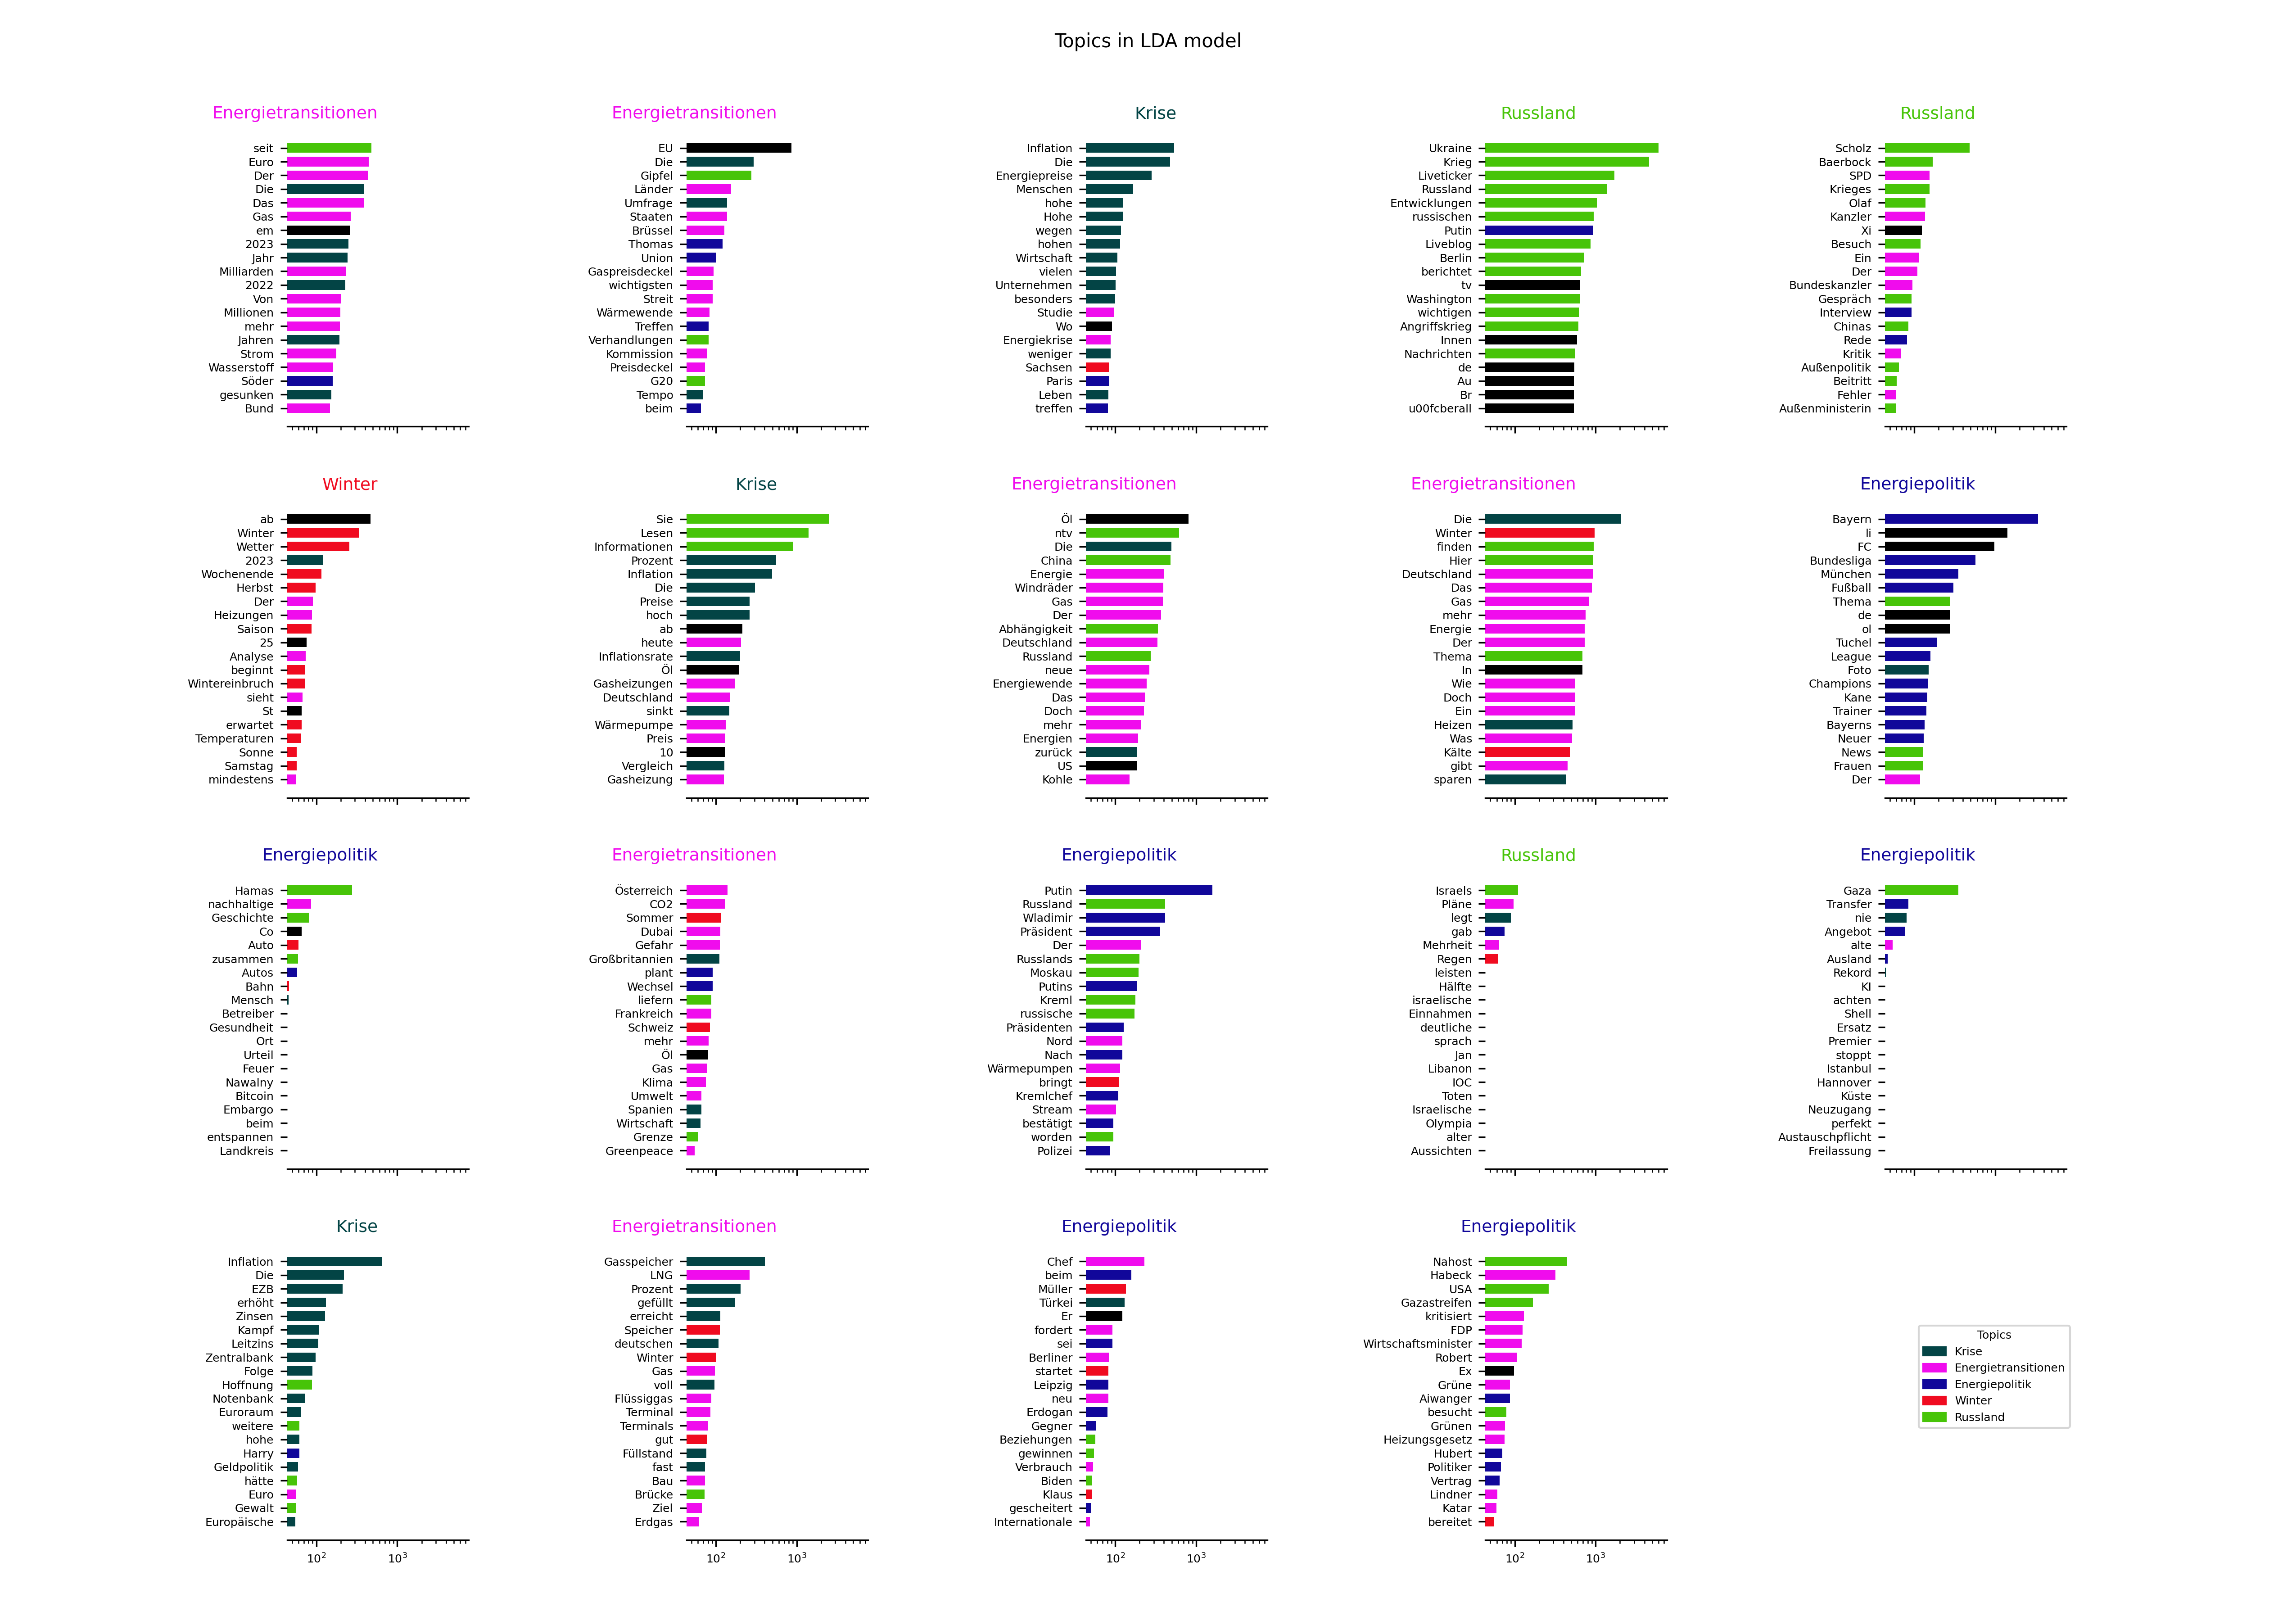 Topics in LDA model
Energietransitionen
seit
Euro
Der
Die
Das
Gas
em
2023
Jahr
Milliarden
2022
Von
Millionen
mehr
Jahren
Strom
Wasserstoff
Söder
gesunken
Bund
Energietransitionen
EU
Die
Gipfel
Länder
Umfrage
Staaten
Brüssel
Thomas
Union
Gaspreisdeckel
wichtigsten
Streit
Wärmewende
Treffen
Verhandlungen
Kommission
Preisdeckel
G20
Tempo
beim
Krise
Inflation
Die
Energiepreise
Menschen
hohe
Hohe
wegen
hohen
Wirtschaft
vielen
Unternehmen
besonders
Studie
Wo
Energiekrise
weniger
Sachsen
Paris
Leben
treffen
Russland
Ukraine
Krieg
Liveticker
Russland
Entwicklungen
russischen
Putin
Liveblog
Berlin
berichtet
tv
Washington
wichtigen
Angriffskrieg
Innen
Nachrichten
de
Au
Br
u00fcberall
Russland
Scholz
Baerbock
SPD
Krieges
Olaf
Kanzler
Xi
Besuch
Ein
Der
Bundeskanzler
Gespräch
Interview
Chinas
Rede
Kritik
Außenpolitik
Beitritt
Fehler
Außenministerin
Winter
ab
Winter
Wetter
2023
Wochenende
Herbst
Der
Heizungen
Saison
25
Analyse
beginnt
Wintereinbruch
sieht
St
erwartet
Temperaturen
Sonne
Samstag
mindestens
Krise
Sie
Lesen
Informationen
Prozent
Inflation
Die
Preise
hoch
ab
heute
Inflationsrate
Öl
Gasheizungen
Deutschland
sinkt
Wärmepumpe
Preis
10
Vergleich
Gasheizung
Energietransitionen
Öl
ntv
Die
China
Energie
Windräder
Gas
Der
Abhängigkeit
Deutschland
Russland
neue
Energiewende
Das
Doch
mehr
Energien
zurück
US
Kohle
Energietransitionen
Die
Winter
finden
Hier
Deutschland
Das
Gas
mehr
Energie
Der
Thema
In
Wie
Doch
Ein
Heizen
Was
Kälte
gibt
sparen
Energiepolitik
Bayern
li
FC
Bundesliga
München
Fußball
Thema
de
ol
Tuchel
League
Foto
Champions
Kane
Trainer
Bayerns
Neuer
News
Frauen
Der
Energiepolitik
Hamas
nachhaltige
Geschichte
Co
Auto
zusammen
Autos
Bahn
Mensch
Betreiber
Gesundheit
Ort
Urteil
Feuer
Nawalny
Bitcoin
Embargo
beim
entspannen
Landkreis
Energietransitionen
Österreich
CO2
Sommer
Dubai
Gefahr
Großbritannien
plant
Wechsel
liefern
Frankreich
Schweiz
mehr
Öl
Gas
Klima
Umwelt
Spanien
Wirtschaft
Grenze
Greenpeace
Energiepolitik
Putin
Russland
Wladimir
Präsident
Der
Russlands
Moskau
Putins
Kreml
russische
Präsidenten
Nord
Nach
Wärmepumpen
bringt
Kremlchef
Stream
bestätigt
worden
Polizei
Russland
Israels
Pläne
legt
gab
Mehrheit
Regen
leisten
Hälfte
israelische
Einnahmen
deutliche
sprach
Jan
Libanon
IOC
Toten
Israelische
Olympia
alter
Aussichten
Energiepolitik
Gaza
Transfer
nie
Angebot
alte
Ausland
Rekord
KI
achten
Shell
Ersatz
Premier
stoppt
Istanbul
Hannover
Küste
Neuzugang
perfekt
Austauschpflicht
Freilassung
Krise
Inflation
Die
EZB
erhöht
Zinsen
Kampf
Leitzins
Zentralbank
Folge
Hoffnung
Notenbank
Euroraum
weitere
hohe
Harry
Geldpolitik
hätte
Euro
Gewalt
Europäische
10²
10³
Energietransitionen
Gasspeicher
LNG
Prozent
gefüllt
erreicht
Speicher
deutschen
Winter
Gas
voll
Flüssiggas
Terminal
Terminals
gut
Füllstand
fast
Bau
Brücke
Ziel
Erdgas
10²
10³
Energiepolitik
Chef
beim
Müller
Türkei
Er
fordert
sei
Berliner
startet
Leipzig
neu
Erdogan
Gegner
Beziehungen
gewinnen
Verbrauch
Biden
Klaus
gescheitert
Internationale
10²
10³
Energiepolitik
Nahost
Habeck
USA
Gazastreifen
kritisiert
FDP
Wirtschaftsminister
Robert
Ex
Grüne
Aiwanger
besucht
Grünen
Heizungsgesetz
Hubert
Politiker
Vertrag
Lindner
Katar
bereitet
10²
10³
Topics
Krise
Energietransitionen
Energiepolitik
Winter
Russland